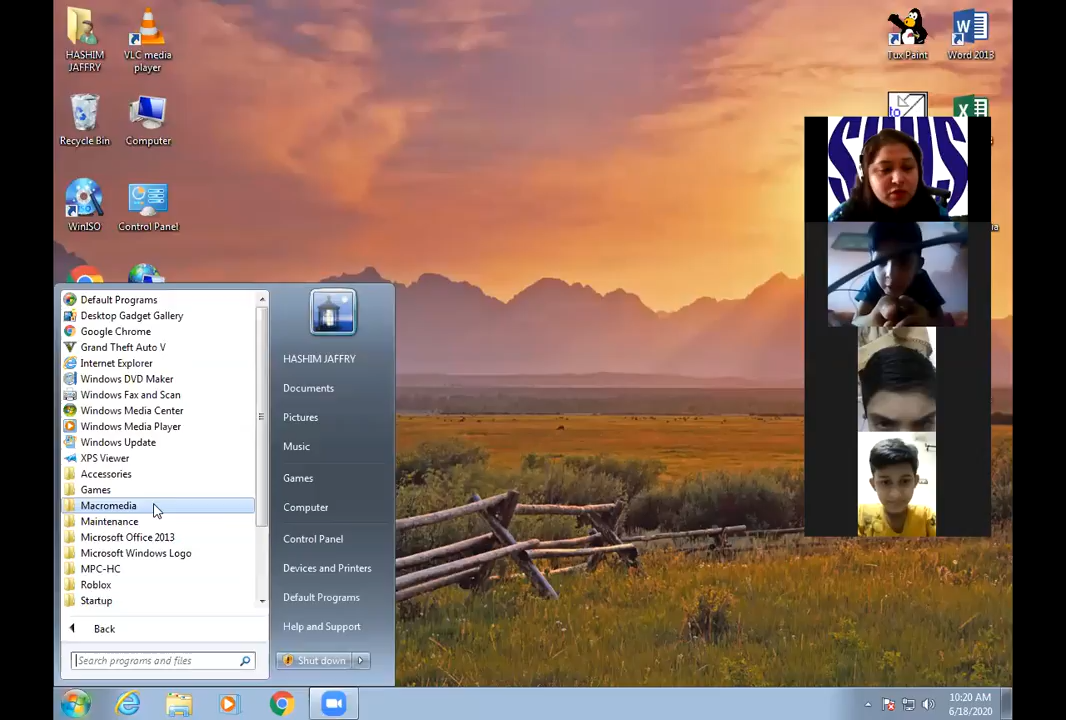 HASHIM
JAFFRY
VLC media
player
Tux Paint
Word 2013
to
Recycle Bin
Computer
WinISO
Control Panel
Default Programs
Desktop Gadget Gallery
Google Chrome
Grand Theft Auto V
Internet Explorer
Windows DVD Maker
Windows Fax and Scan
Windows Media Center
Windows Media Player
Windows Update
XPS Viewer
Accessories
Games
Macromedia
Maintenance
Microsoft Office 2013
Microsoft Windows Logo
MPC-HC
Roblox
Startup
Back
Search programs and files
HASHIM JAFFRY
Documents
Pictures
Music
Games
Computer
Control Panel
Devices and Printers
Default Programs
Help and Support
Shut down
10:20 AM
6/18/2020